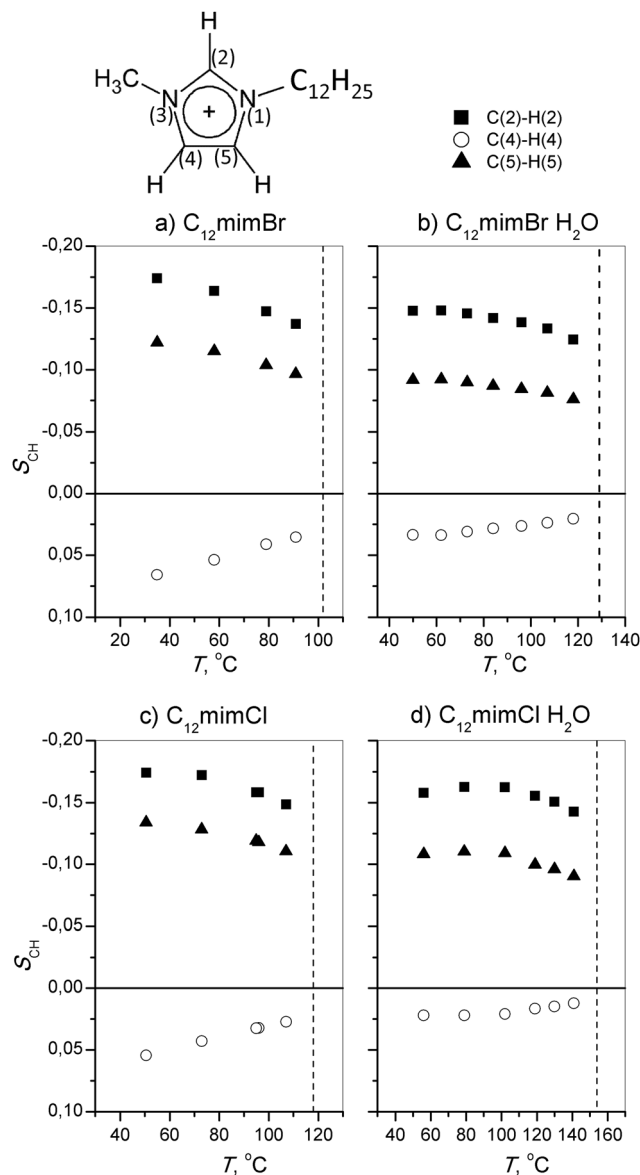 H
(2)
H₃C
C₁₂H₂₅
N
N
(3)
(1)
+
(4)
(5)
H
H
C(2)-H(2)
C(4)-H(4)
C(5)-H(5)
a) C₁₂mimBr
b) C₁₂mimBr H₂O
-0,20
-0,15
-0,10
-0,05
0,00
0,05
0,10
S_CH
20 40 60 80 100
40 60 80 100 120 140
T, °C
T, °C
c) C₁₂mimCl
d) C₁₂mimCl H₂O
-0,20
-0,15
-0,10
-0,05
0,00
0,05
0,10
S_CH
40 60 80 100 120
40 60 80 100 120 140 160
T, °C
T, °C